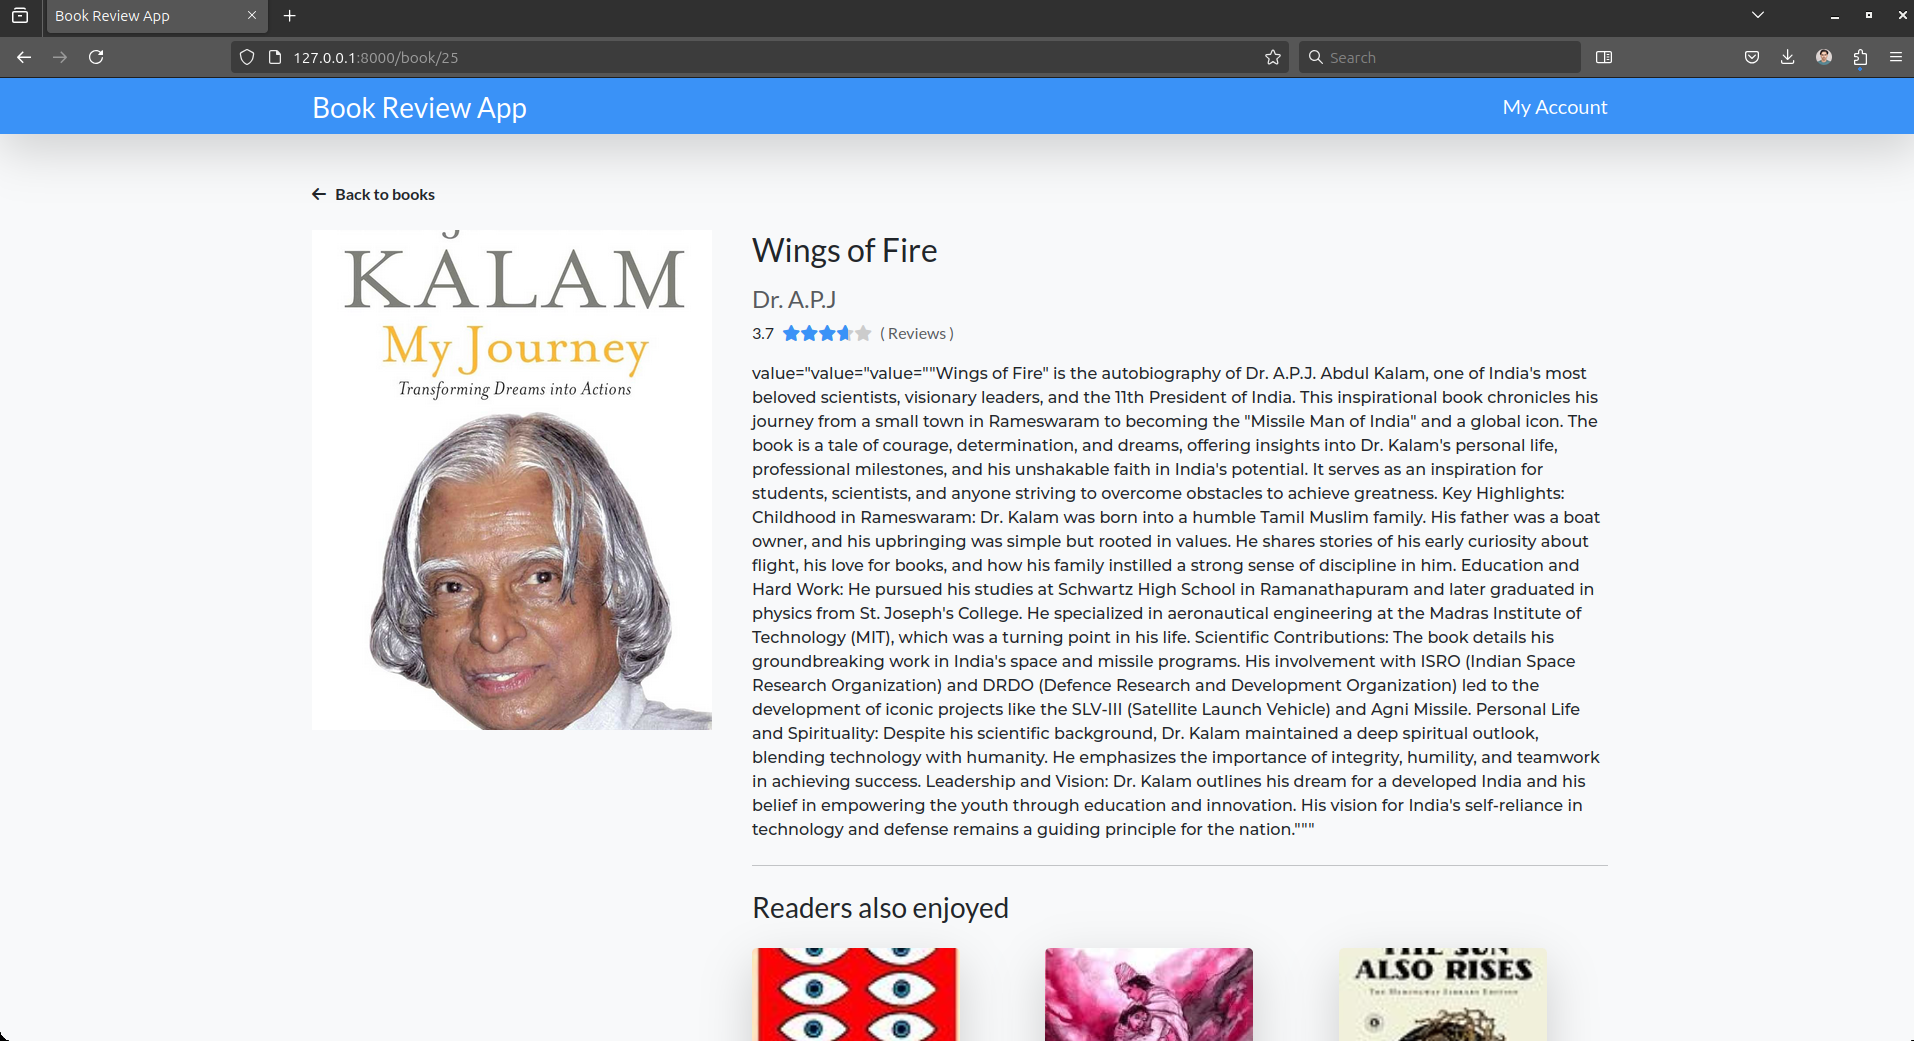 Book Review App
127.0.0.1:8000/book/25
Search
Book Review App
My Account
Back to books
KALAM
My Journey
Transforming Dreams into Actions
Wings of Fire
Dr. A.P.J
3.7 ( Reviews )
value="value="value=""Wings of Fire" is the autobiography of Dr. A.P.J. Abdul Kalam, one of India's most
beloved scientists, visionary leaders, and the 11th President of India. This inspirational book chronicles his
journey from a small town in Rameswaram to becoming the "Missile Man of India" and a global icon. The
book is a tale of courage, determination, and dreams, offering insights into Dr. Kalam's personal life,
professional milestones, and his unshakable faith in India's potential. It serves as an inspiration for
students, scientists, and anyone striving to overcome obstacles to achieve greatness. Key Highlights:
Childhood in Rameswaram: Dr. Kalam was born into a humble Tamil Muslim family. His father was a boat
owner, and his upbringing was simple but rooted in values. He shares stories of his early curiosity about
flight, his love for books, and how his family instilled a strong sense of discipline in him. Education and
Hard Work: He pursued his studies at Schwartz High School in Ramanathapuram and later graduated in
physics from St. Joseph's College. He specialized in aeronautical engineering at the Madras Institute of
Technology (MIT), which was a turning point in his life. Scientific Contributions: The book details his
groundbreaking work in India's space and missile programs. His involvement with ISRO (Indian Space
Research Organization) and DRDO (Defence Research and Development Organization) led to the
development of iconic projects like the SLV-III (Satellite Launch Vehicle) and Agni Missile. Personal Life
and Spirituality: Despite his scientific background, Dr. Kalam maintained a deep spiritual outlook,
blending technology with humanity. He emphasizes the importance of integrity, humility, and teamwork
in achieving success. Leadership and Vision: Dr. Kalam outlines his dream for a developed India and his
belief in empowering the youth through education and innovation. His vision for India's self-reliance in
technology and defense remains a guiding principle for the nation."""
Readers also enjoyed
THE SUN
ALSO RISES
THE HEMINGWAY LIBRARY EDITION